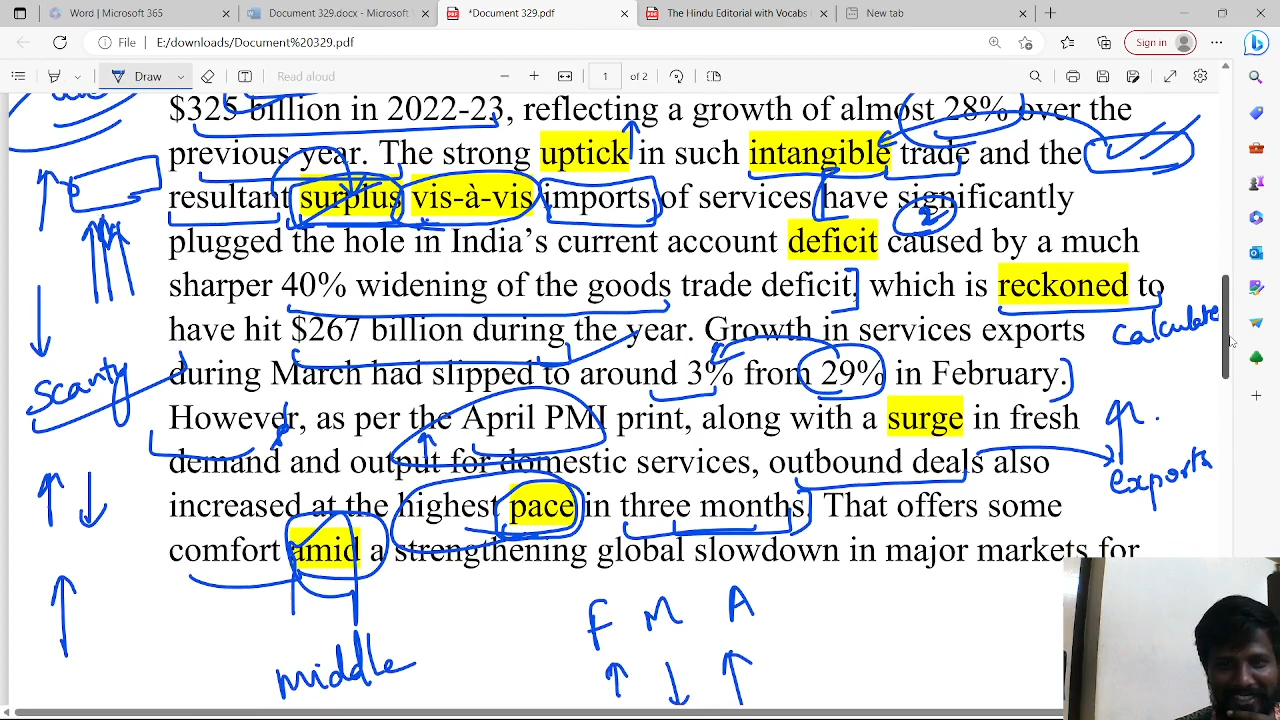 Word | Microsoft 365
Document 329.docx - Microsoft
*Document 329.pdf
The Hindu Editorial with Vocabs
New tab
File E:/downloads/Document%20329.pdf
Sign in
Draw
Read aloud
1 of 2
$325 billion in 2022-23, reflecting a growth of almost 28% over the
previous year. The strong uptick in such intangible trade and the
resultant surplus vis-à-vis imports of services have significantly
2
plugged the hole in India’s current account deficit caused by a much
sharper 40% widening of the goods trade deficit, which is reckoned to
calculate
have hit $267 billion during the year. Growth in services exports
during March had slipped to around 3% from 29% in February.
scanty
However, as per the April PMI print, along with a surge in fresh
demand and output for domestic services, outbound deals also
exports
increased at the highest pace in three months. That offers some
comfort amid a strengthening global slowdown in major markets for
F M A
middle